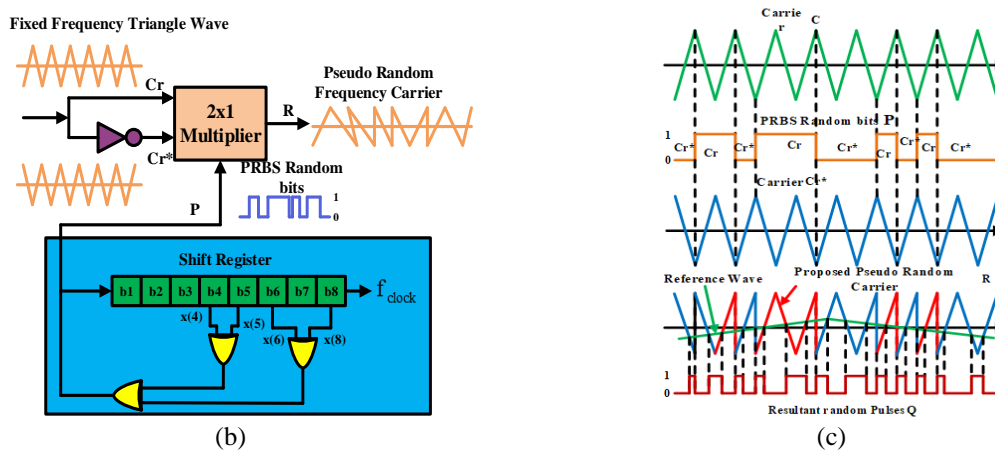 Fixed Frequency Triangle Wave
Cr
Cr*
2x1
Multiplier
R
Pseudo Random
Frequency Carrier
PRBS Random
bits
1
0
P
Shift Register
b1 b2 b3 b4 b5 b6 b7 b8
f clock
x(4)
x(5)
x(6)
x(8)
(b)
Carrie
r
C
PRBS Random bits P
1
0
Cr* Cr Cr* Cr Cr* Cr Cr* Cr Cr*
Carrier Cr*
Reference Wave
Proposed Pseudo Random
Carrier
R
1
0
Resultant random Pulses Q
(c)